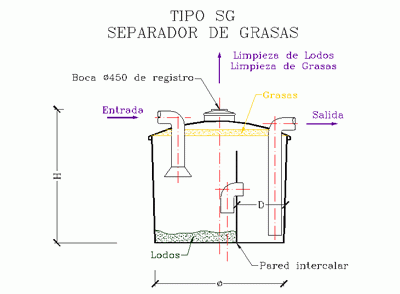 TIPO SG
SEPARADOR DE GRASAS
Limpieza de Lodos
Limpieza de Grasas
Boca Ø450 de registro
Grasas
Entrada
Salida
H
D
Lodos
Pared intercalar
Ø